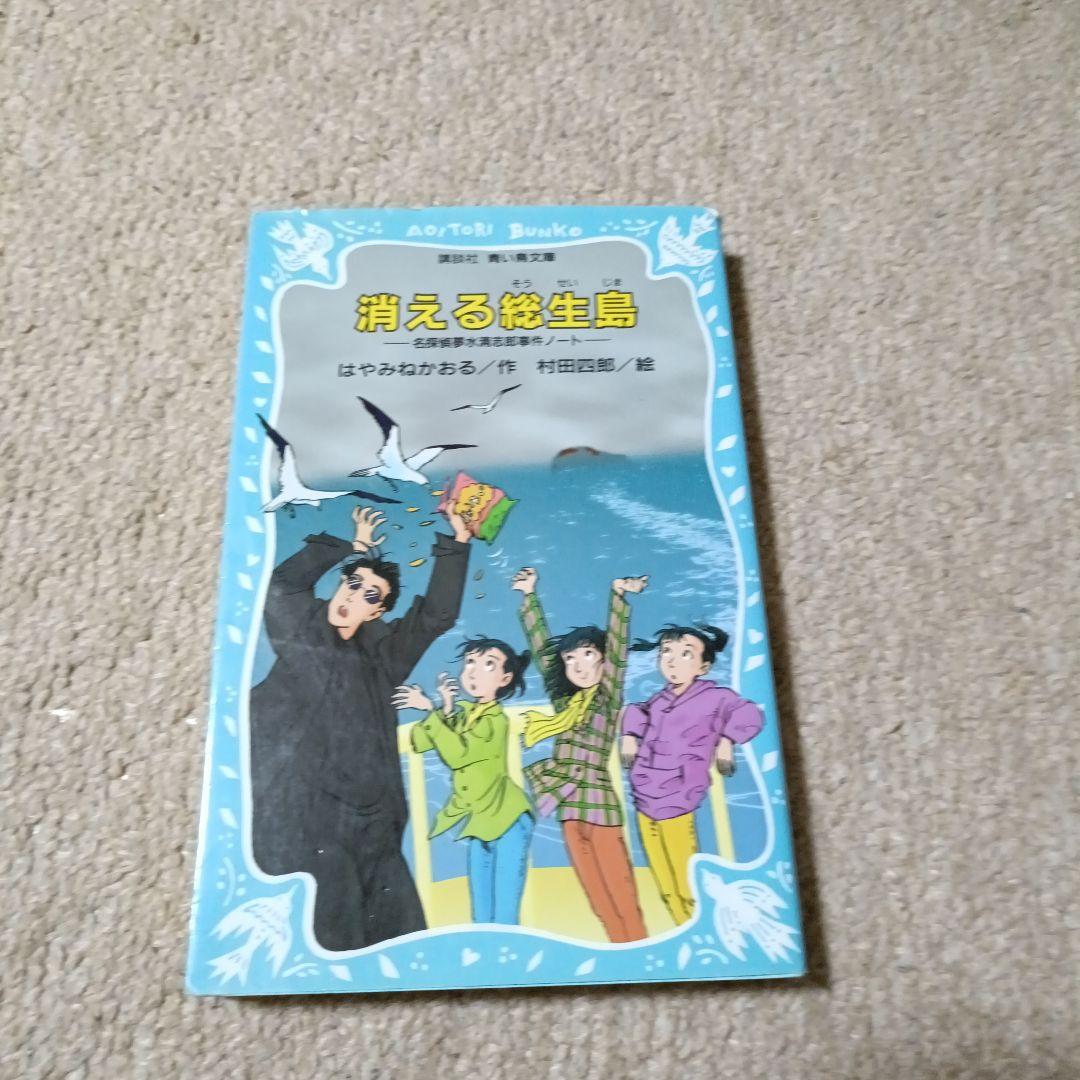 AOITORI BUNKO
講談社 青い鳥文庫
そう せい じま
消える総生島
——名探偵夢水清志郎事件ノート——
はやみねかおる/作 村田四郎/絵